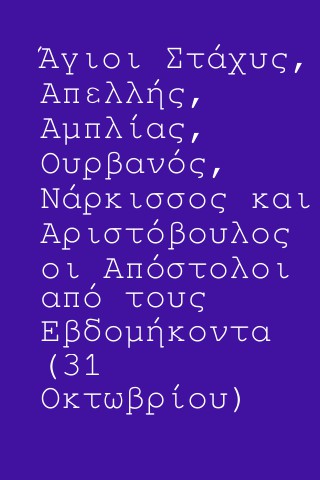 Άγιοι Στάχυς,
Απελλής,
Αμπλίας,
Ουρβανός,
Νάρκισσος και
Αριστόβουλος
οι Απόστολοι
από τους
Εβδομήκοντα
(31
Οκτωβρίου)